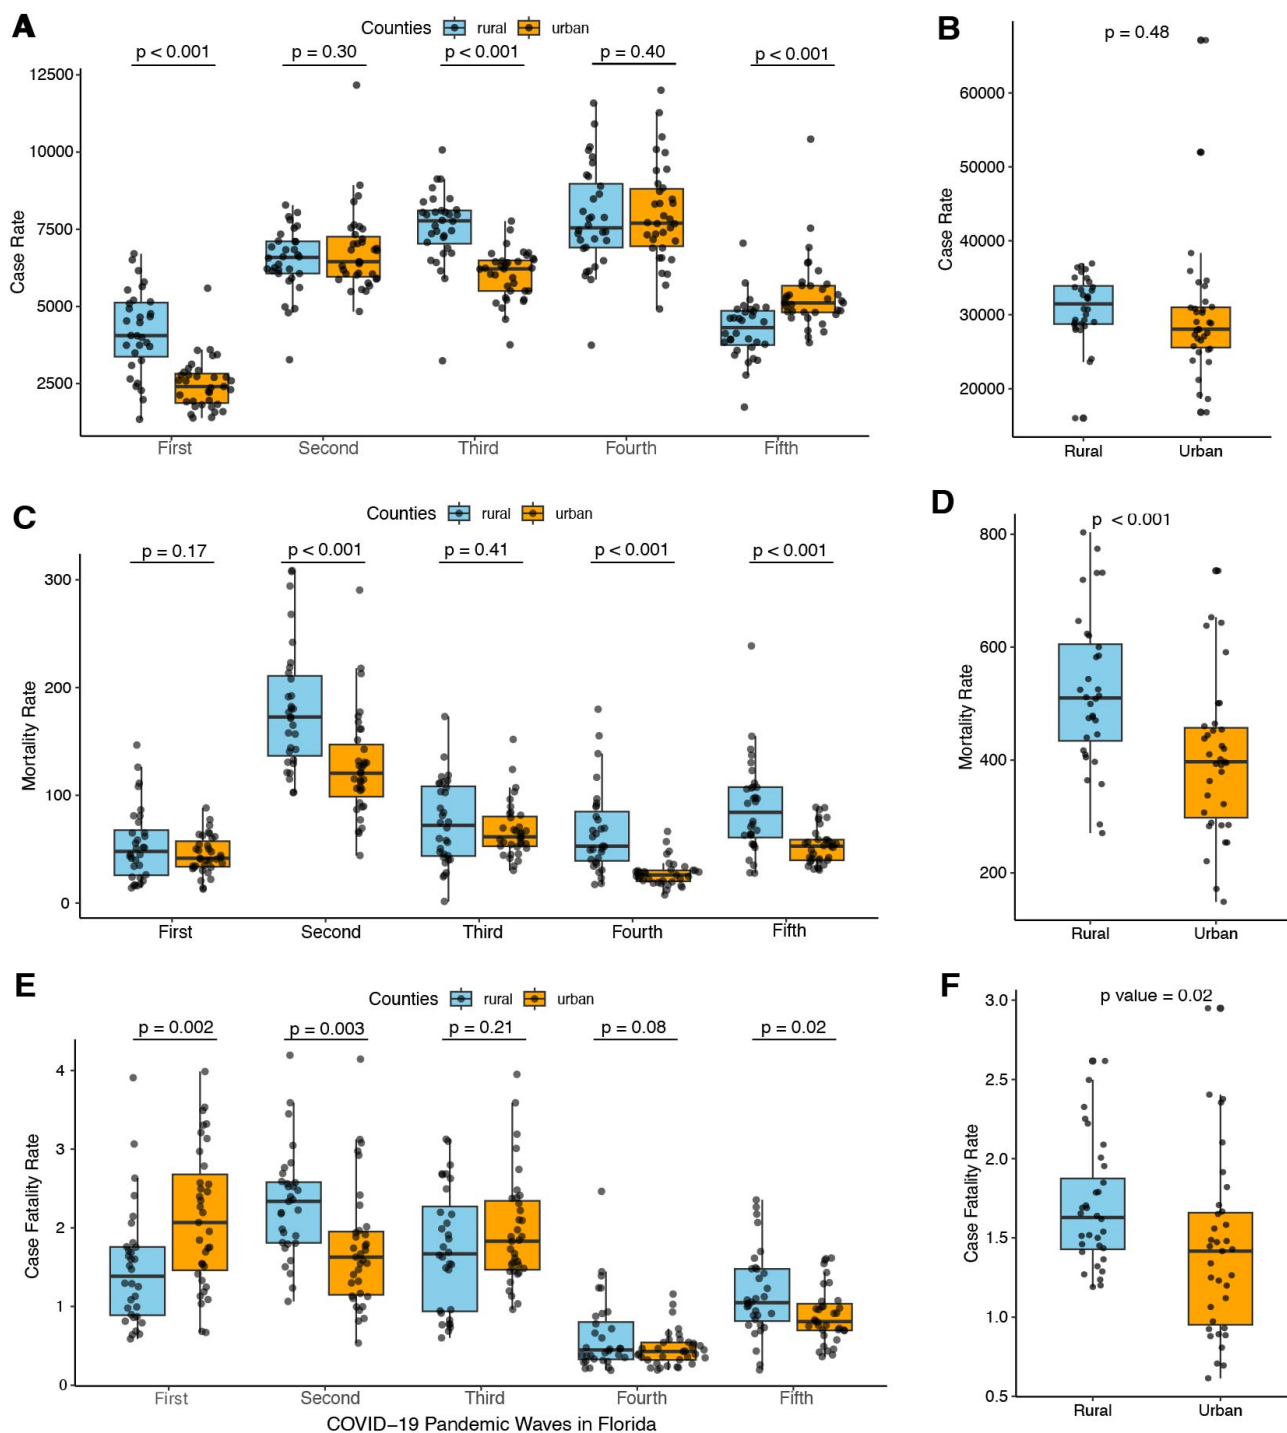 A
Counties rural urban
p < 0.001 p = 0.30 p < 0.001 p = 0.40 p < 0.001
Case Rate
12500
10000
7500
5000
2500
First Second Third Fourth Fifth
B
p = 0.48
Case Rate
60000
50000
40000
30000
20000
Rural Urban
C
Counties rural urban
p = 0.17 p < 0.001 p = 0.41 p < 0.001 p < 0.001
Mortality Rate
300
200
100
0
First Second Third Fourth Fifth
D
p < 0.001
Mortality Rate
800
600
400
200
Rural Urban
E
Counties rural urban
p = 0.002 p = 0.003 p = 0.21 p = 0.08 p = 0.02
Case Fatality Rate
4
3
2
1
0
First Second Third Fourth Fifth
COVID−19 Pandemic Waves in Florida
F
p value = 0.02
Case Fatality Rate
3.0
2.5
2.0
1.5
1.0
0.5
Rural Urban